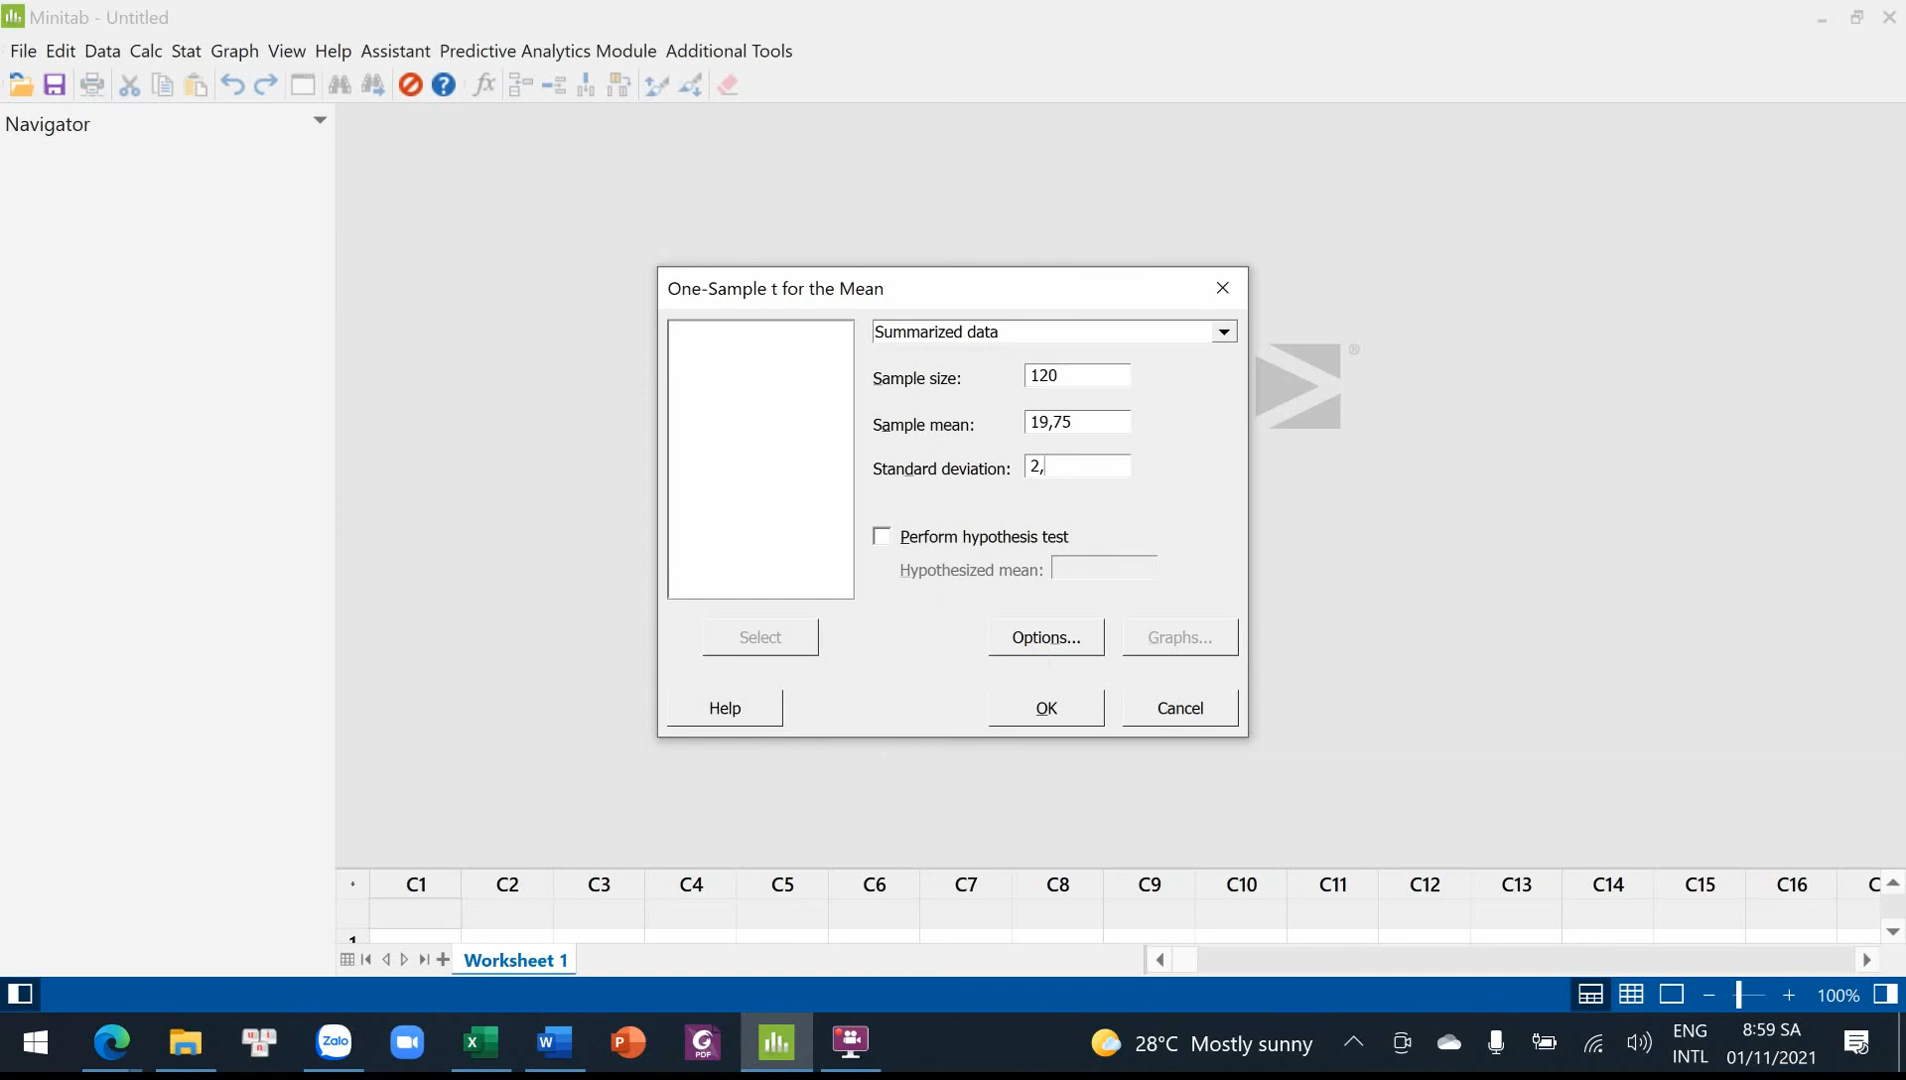 Minitab - Untitled
File Edit Data Calc Stat Graph View Help Assistant Predictive Analytics Module Additional Tools
Navigator
One-Sample t for the Mean
Summarized data
Sample size: 120
Sample mean: 19,75
Standard deviation: 2,
Perform hypothesis test
Hypothesized mean:
Select
Options...
Graphs...
Help
OK
Cancel
C1 C2 C3 C4 C5 C6 C7 C8 C9 C10 C11 C12 C13 C14 C15 C16 C
1
Worksheet 1
100%
Zalo
PDF
28°C Mostly sunny
ENG
INTL
8:59 SA
01/11/2021